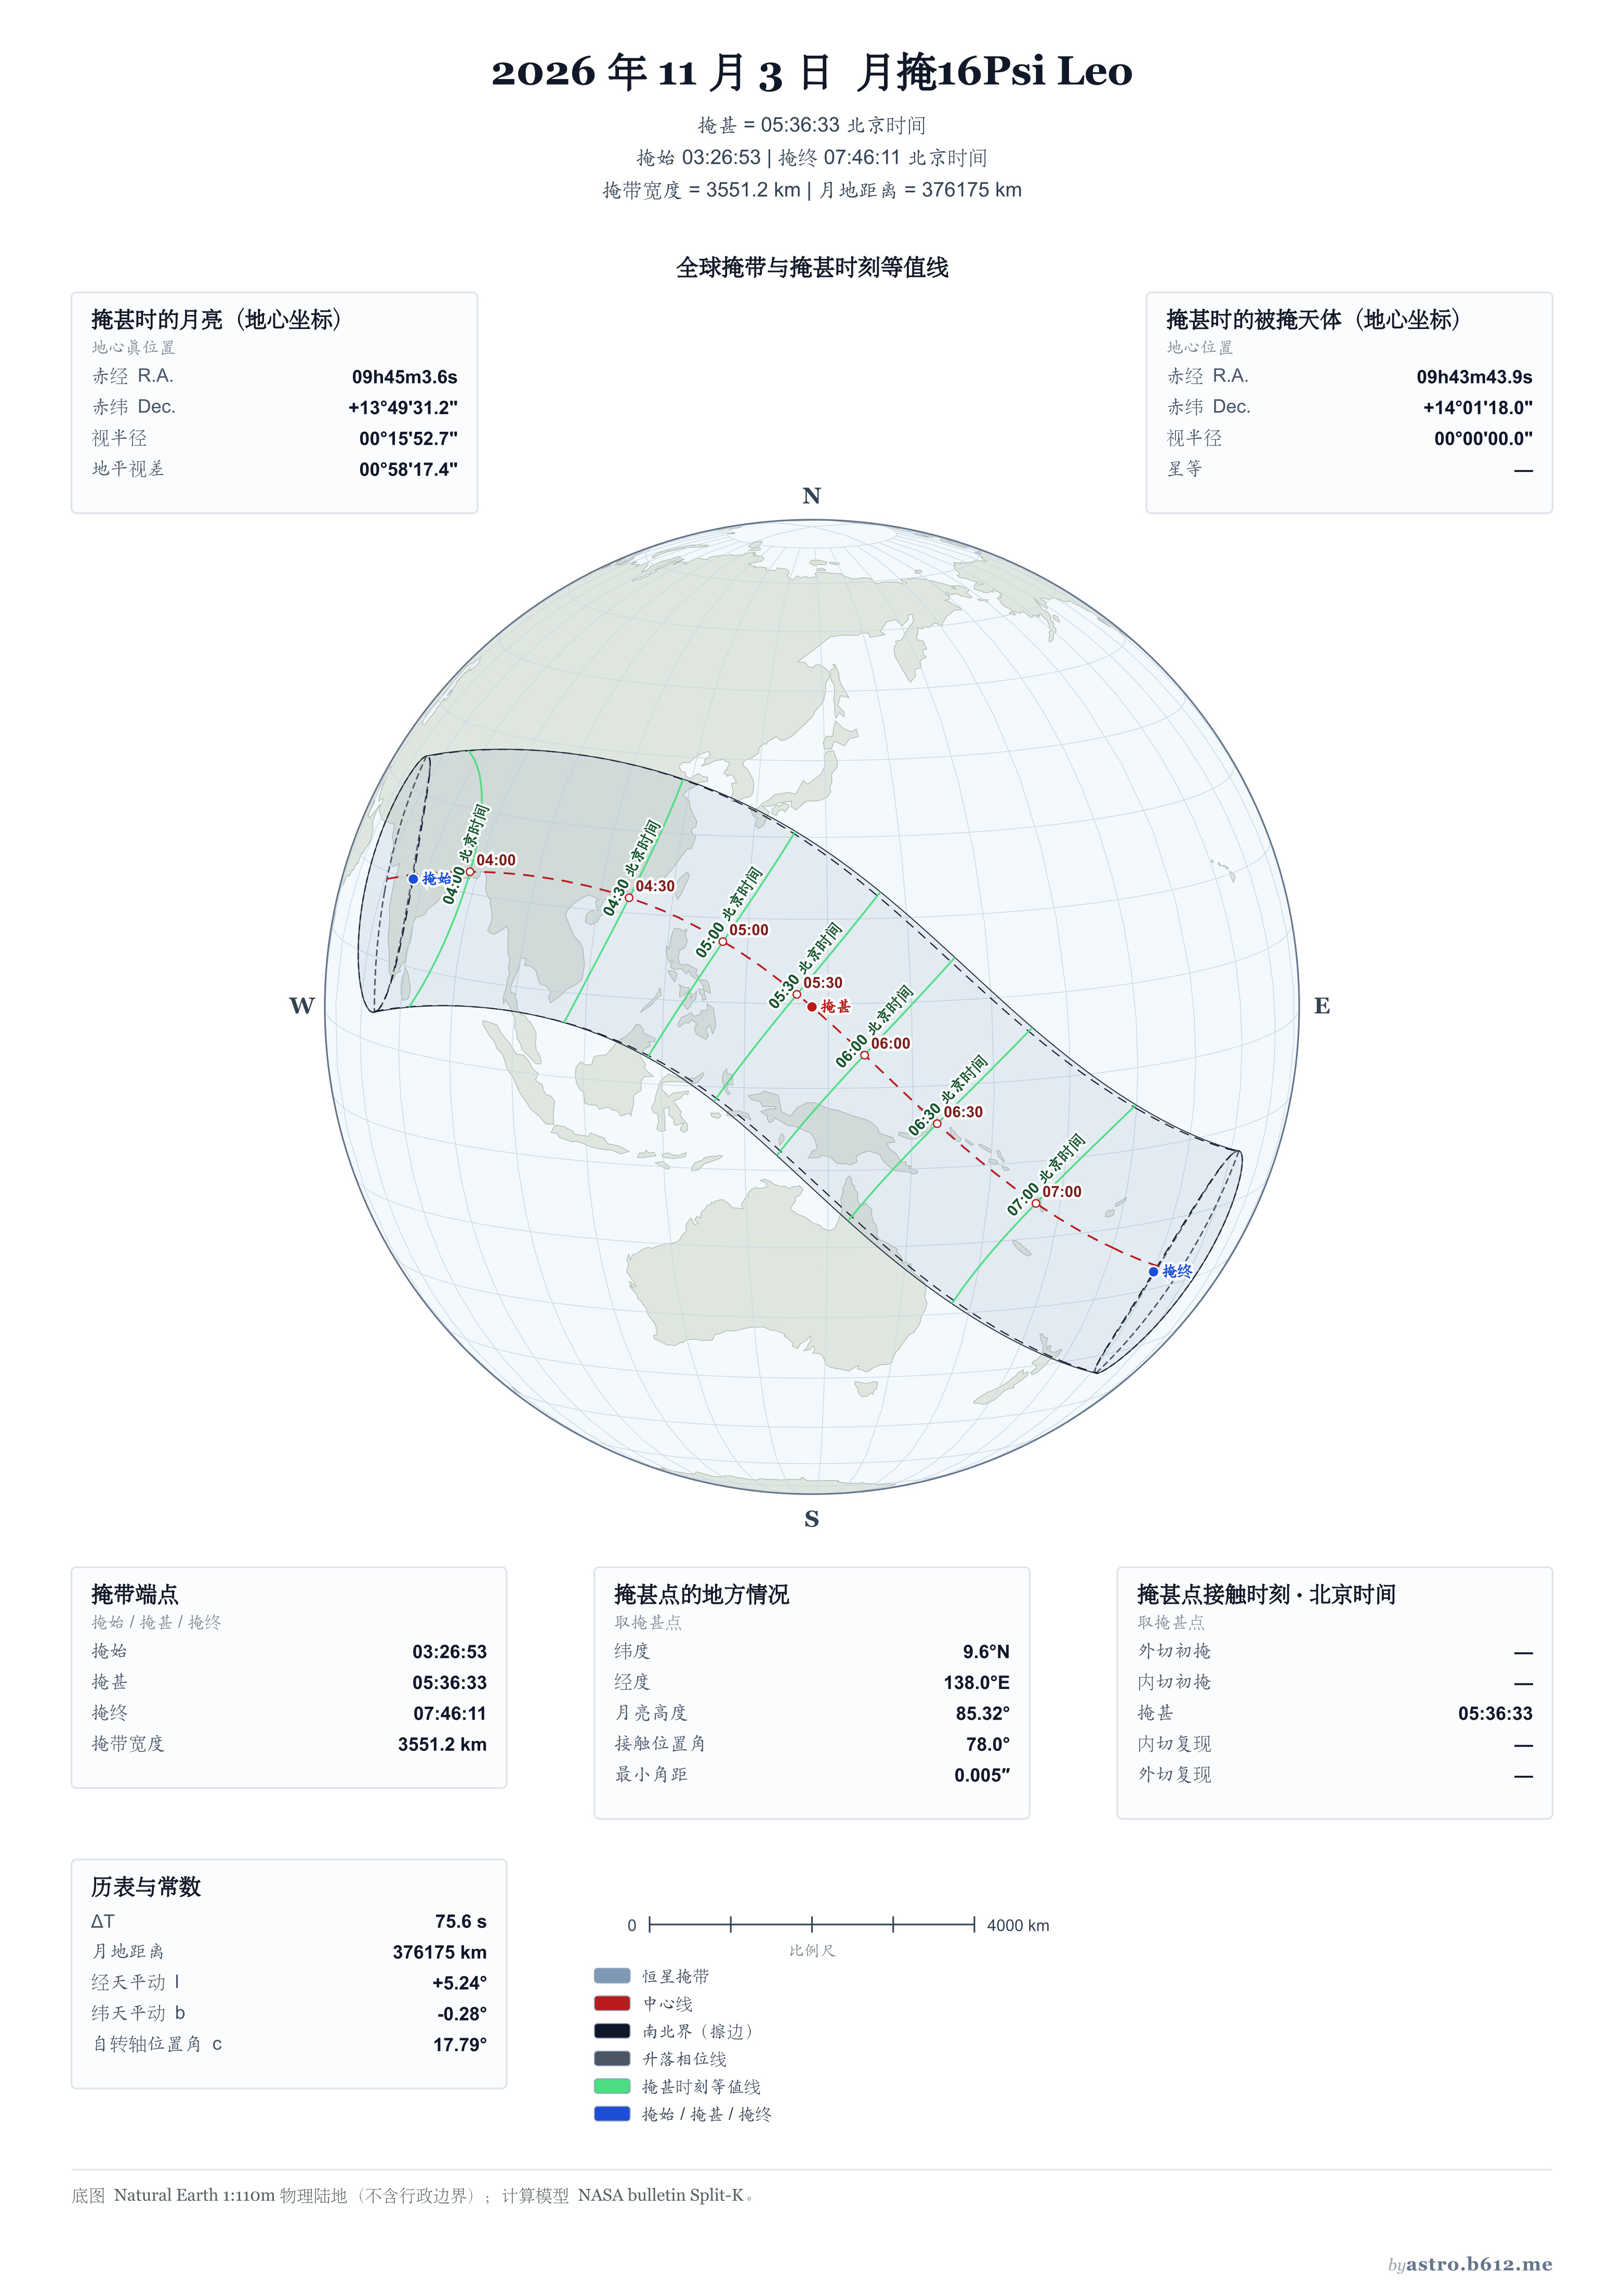 2026 年 11 月 3 日 月掩16Psi Leo
掩甚 = 05:36:33 北京时间
掩始 03:26:53 | 掩终 07:46:11 北京时间
掩带宽度 = 3551.2 km | 月地距离 = 376175 km
全球掩带与掩甚时刻等值线
掩甚时的月亮（地心坐标）
地心真位置
赤经 R.A. 09h45m3.6s
赤纬 Dec. +13°49'31.2"
视半径 00°15'52.7"
地平视差 00°58'17.4"
掩甚时的被掩天体（地心坐标）
地心位置
赤经 R.A. 09h43m43.9s
赤纬 Dec. +14°01'18.0"
视半径 00°00'00.0"
星等 —
N
W
E
S
掩始
04:00 北京时间
04:00
04:30 北京时间
04:30
05:00 北京时间
05:00
05:30 北京时间
05:30
掩甚
06:00 北京时间
06:00
06:30 北京时间
06:30
07:00 北京时间
07:00
掩终
掩带端点
掩始 / 掩甚 / 掩终
掩始 03:26:53
掩甚 05:36:33
掩终 07:46:11
掩带宽度 3551.2 km
掩甚点的地方情况
取掩甚点
纬度 9.6°N
经度 138.0°E
月亮高度 85.32°
接触位置角 78.0°
最小角距 0.005″
掩甚点接触时刻 · 北京时间
取掩甚点
外切初掩 —
内切初掩 —
掩甚 05:36:33
内切复现 —
外切复现 —
历表与常数
ΔT 75.6 s
月地距离 376175 km
经天平动 l +5.24°
纬天平动 b -0.28°
自转轴位置角 c 17.79°
0 4000 km
比例尺
恒星掩带
中心线
南北界（擦边）
升落相位线
掩甚时刻等值线
掩始 / 掩甚 / 掩终
底图 Natural Earth 1:110m 物理陆地（不含行政边界）；计算模型 NASA bulletin Split-K。
byastro.b612.me